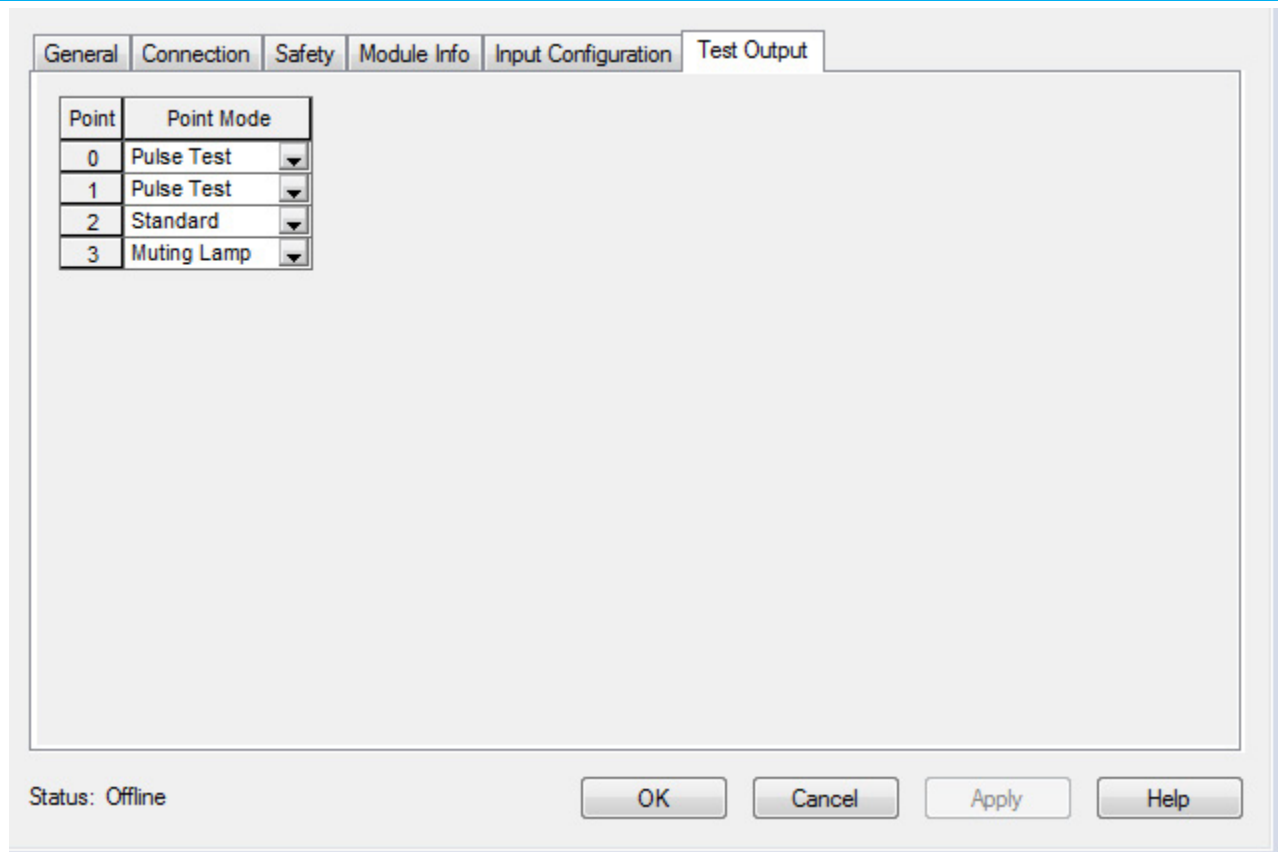 General Connection Safety Module Info Input Configuration Test Output
Point Point Mode
0 Pulse Test
1 Pulse Test
2 Standard
3 Muting Lamp
Status: Offline OK Cancel Apply Help